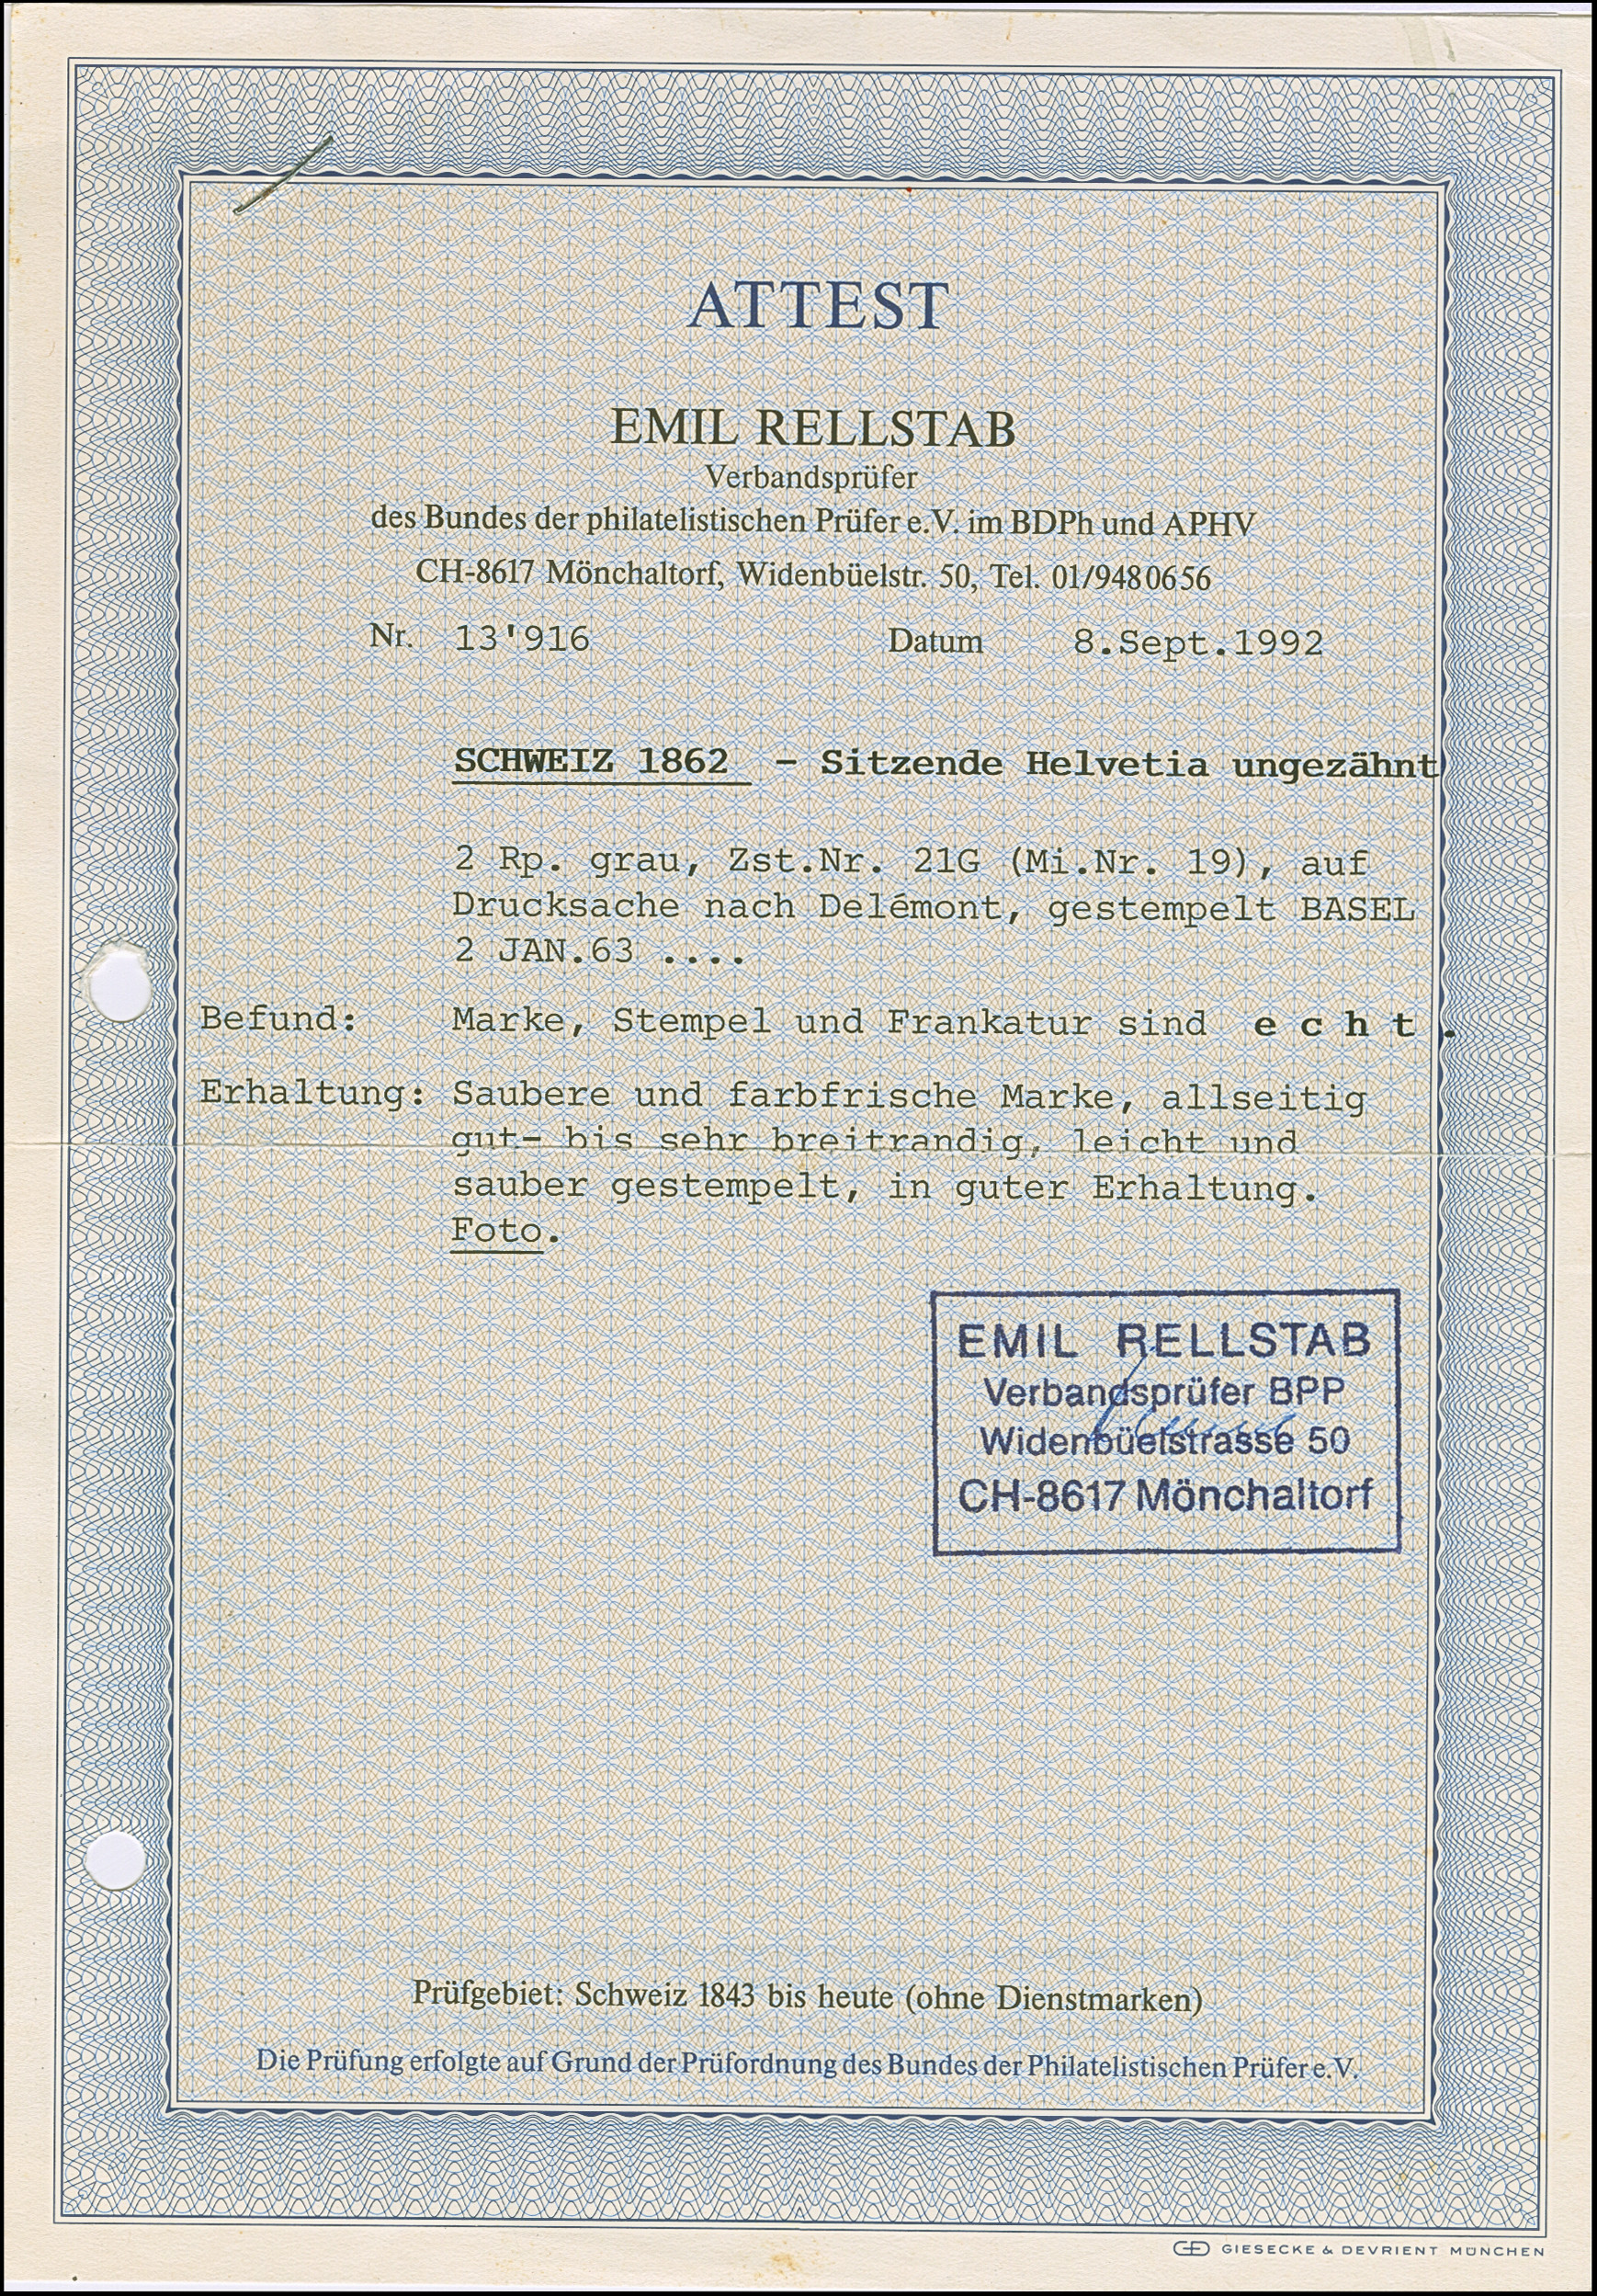 ATTEST
EMIL RELLSTAB
Verbandsprüfer
des Bundes der philatelistischen Prüfer e.V. im BDPh und APHV
CH-8617 Mönchaltorf, Widenbüelstr. 50, Tel. 01/9480656
Nr. 13'916 Datum 8.Sept.1992
SCHWEIZ 1862 - Sitzende Helvetia ungezähnt
2 Rp. grau, Zst.Nr. 21G (Mi.Nr. 19), auf
Drucksache nach Delémont, gestempelt BASEL
2 JAN.63 ....
Befund: Marke, Stempel und Frankatur sind e c h t .
Erhaltung: Saubere und farbfrische Marke, allseitig
gut- bis sehr breitrandig, leicht und
sauber gestempelt, in guter Erhaltung.
Foto.
EMIL RELLSTAB
Verbandsprüfer BPP
Widenbüelstrasse 50
CH-8617 Mönchaltorf
Prüfgebiet: Schweiz 1843 bis heute (ohne Dienstmarken)
Die Prüfung erfolgte auf Grund der Prüfordnung des Bundes der Philatelistischen Prüfer e.V.
GIESECKE & DEVRIENT MÜNCHEN